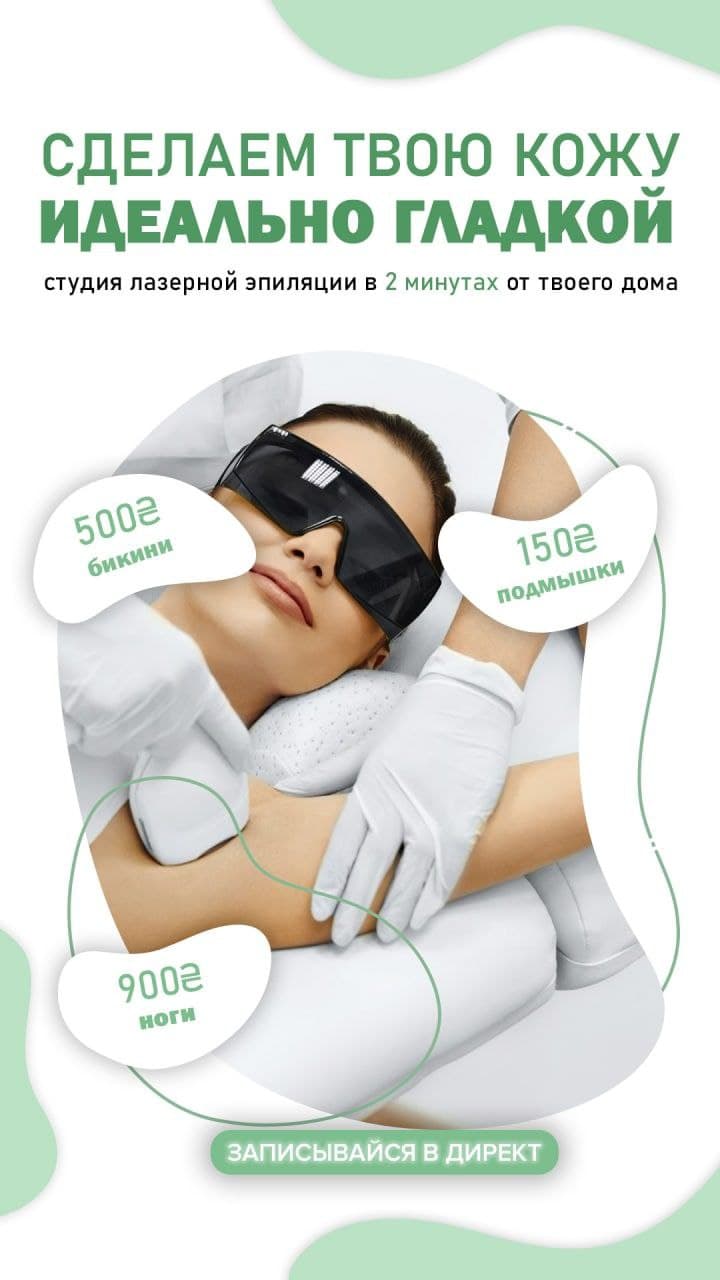 СДЕЛАЕМ ТВОЮ КОЖУ
ИДЕАЛЬНО ГЛАДКОЙ
студия лазерной эпиляции в 2 минутах от твоего дома
500₴
бикини
150₴
подмышки
900₴
ноги
ЗАПИСЫВАЙСЯ В ДИРЕКТ